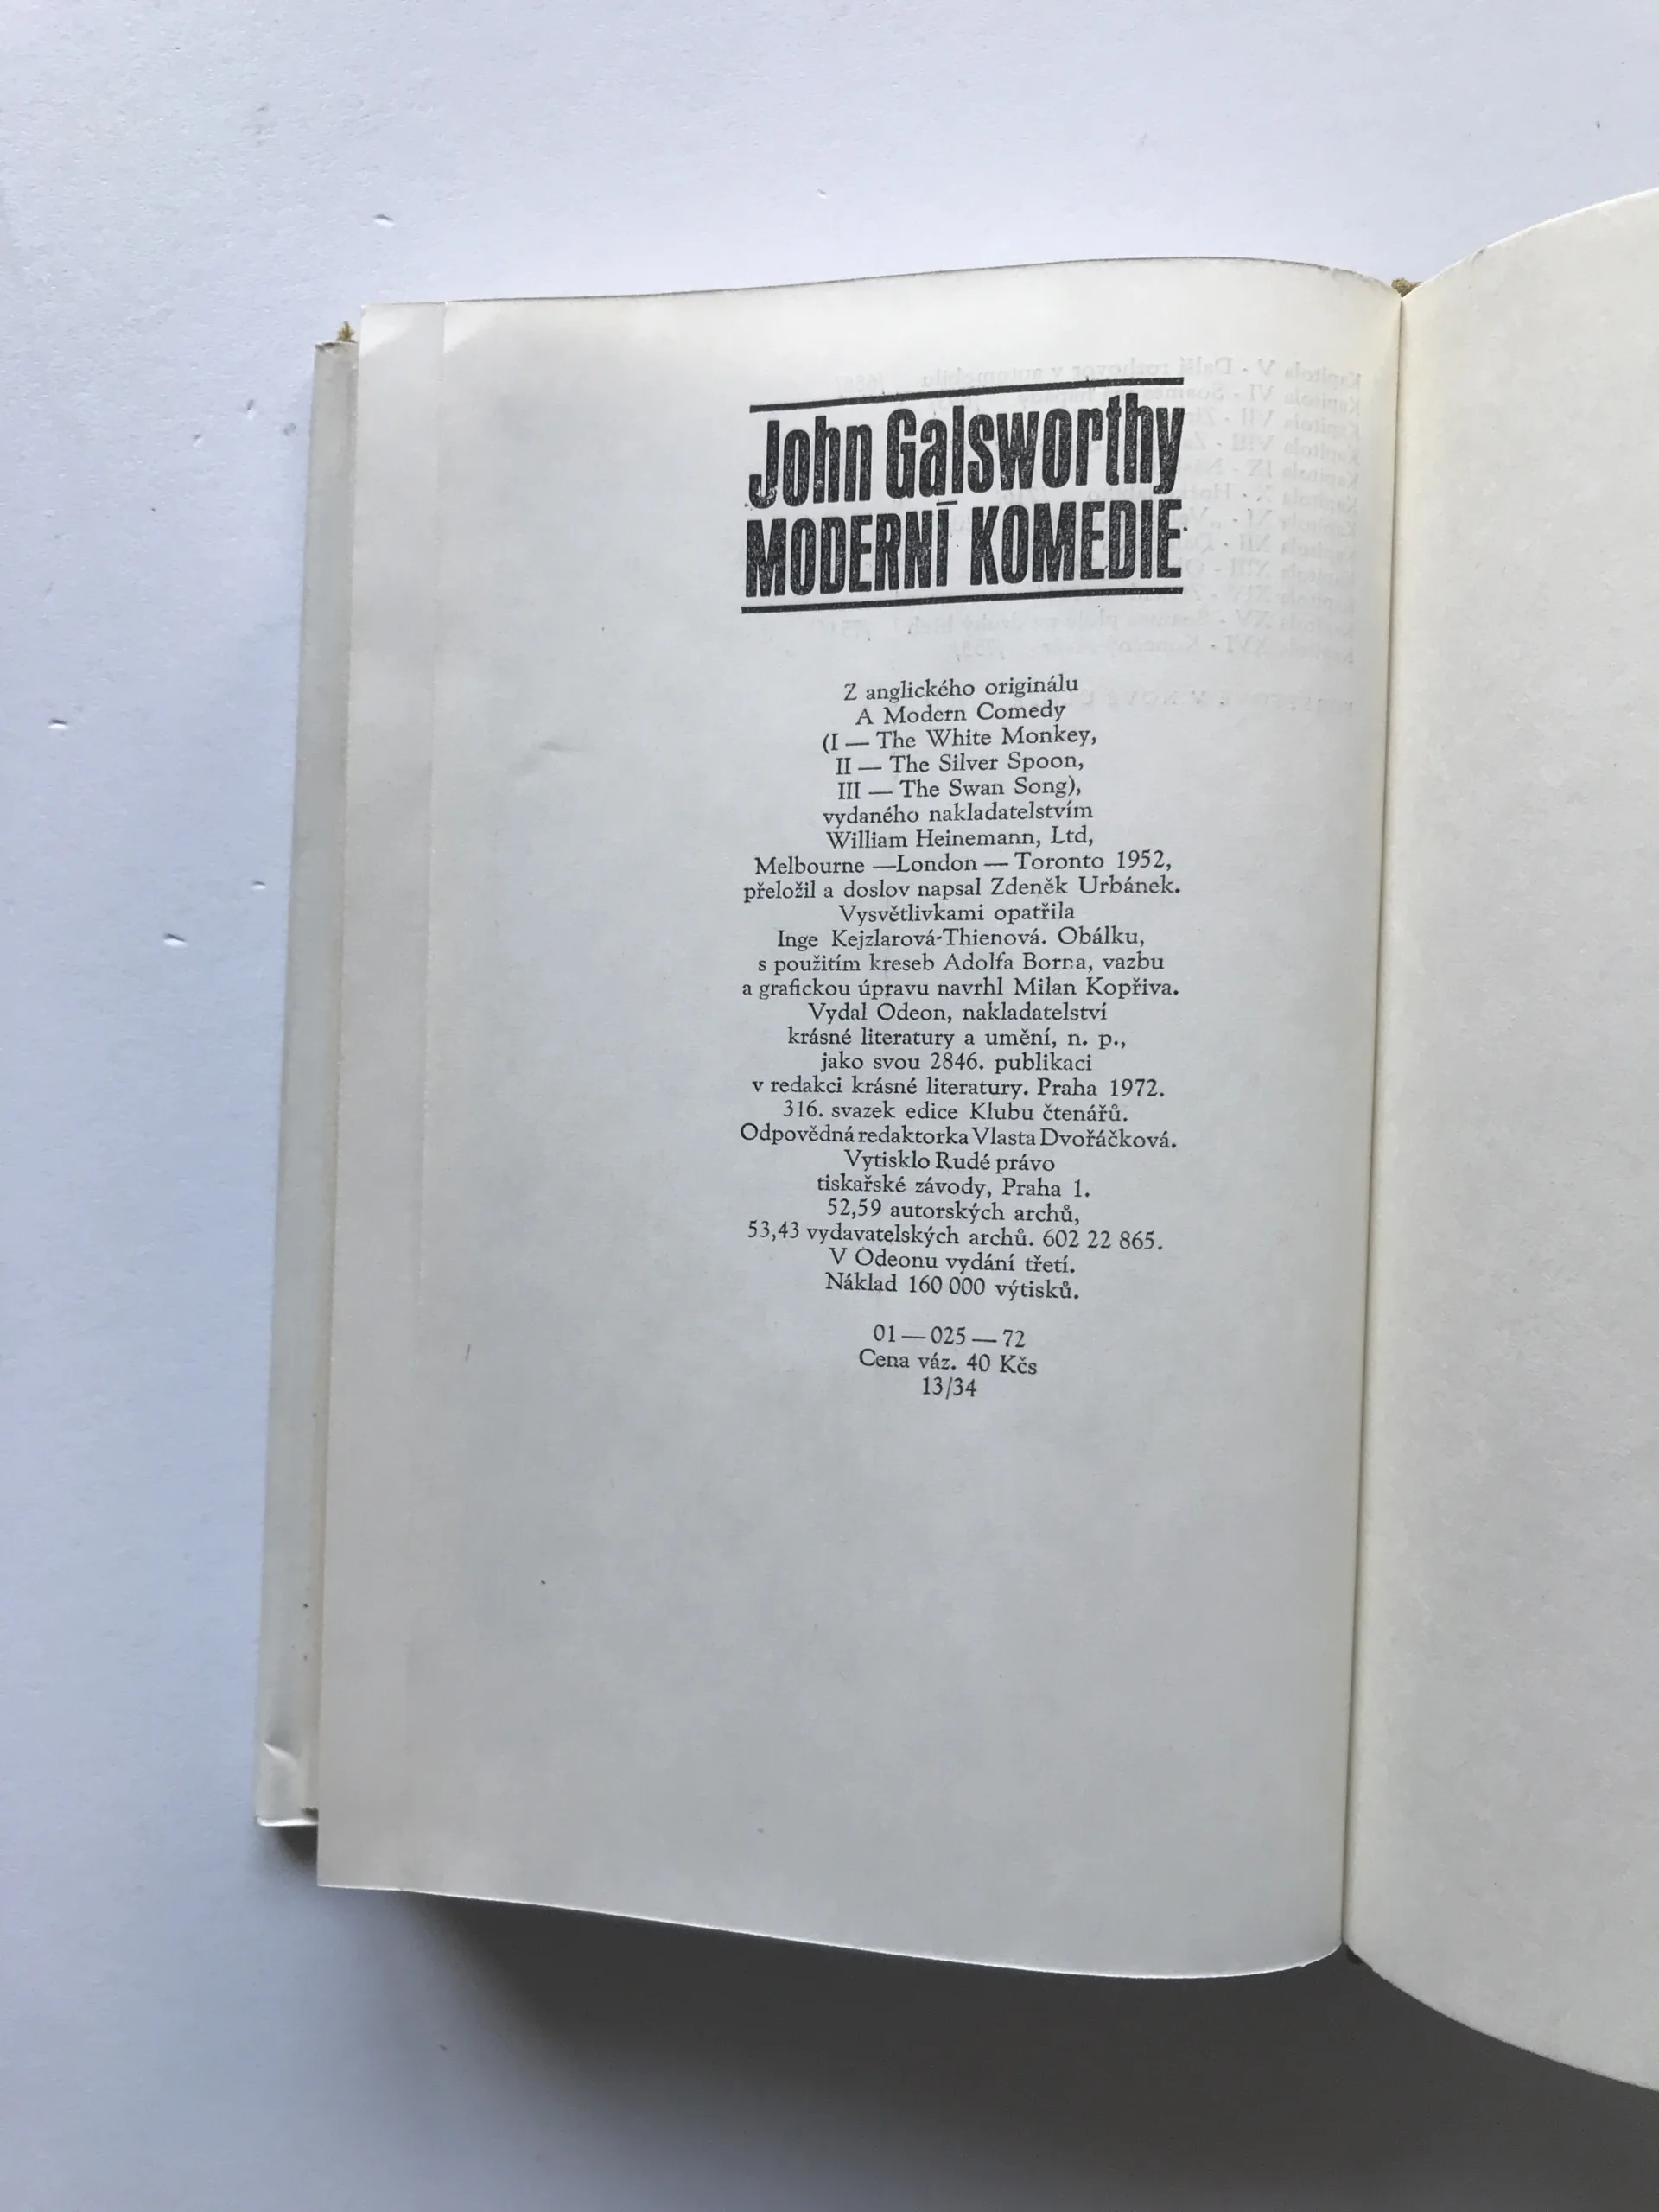 John Galsworthy
MODERNÍ KOMEDIE
Z anglického originálu
A Modern Comedy
(I — The White Monkey,
II — The Silver Spoon,
III — The Swan Song),
vydaného nakladatelstvím
William Heinemann, Ltd,
Melbourne —London — Toronto 1952,
přeložil a doslov napsal Zdeněk Urbánek.
Vysvětlivkami opatřila
Inge Kejzlarová-Thienová. Obálku,
s použitím kreseb Adolfa Borna, vazbu
a grafickou úpravu navrhl Milan Kopřiva.
Vydal Odeon, nakladatelství
krásné literatury a umění, n. p.,
jako svou 2846. publikaci
v redakci krásné literatury. Praha 1972.
316. svazek edice Klubu čtenářů.
Odpovědná redaktorka Vlasta Dvořáčková.
Vytisklo Rudé právo
tiskařské závody, Praha 1.
52,59 autorských archů,
53,43 vydavatelských archů. 602 22 865.
V Odeonu vydání třetí.
Náklad 160 000 výtisků.
01 — 025 — 72
Cena váz. 40 Kčs
13/34